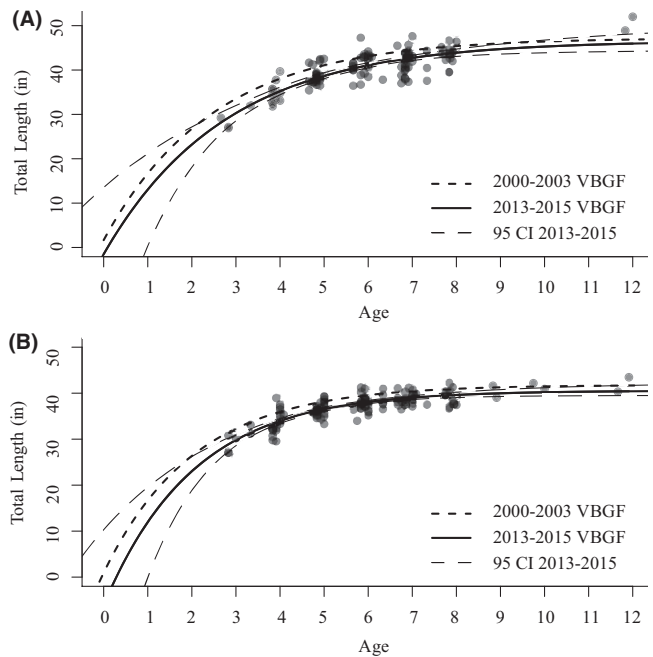 (A)
Total Length (in)
50
40
30
20
10
0
2000-2003 VBGF
2013-2015 VBGF
95 CI 2013-2015
0 1 2 3 4 5 6 7 8 9 10 11 12
Age
(B)
Total Length (in)
50
40
30
20
10
0
2000-2003 VBGF
2013-2015 VBGF
95 CI 2013-2015
0 1 2 3 4 5 6 7 8 9 10 11 12
Age